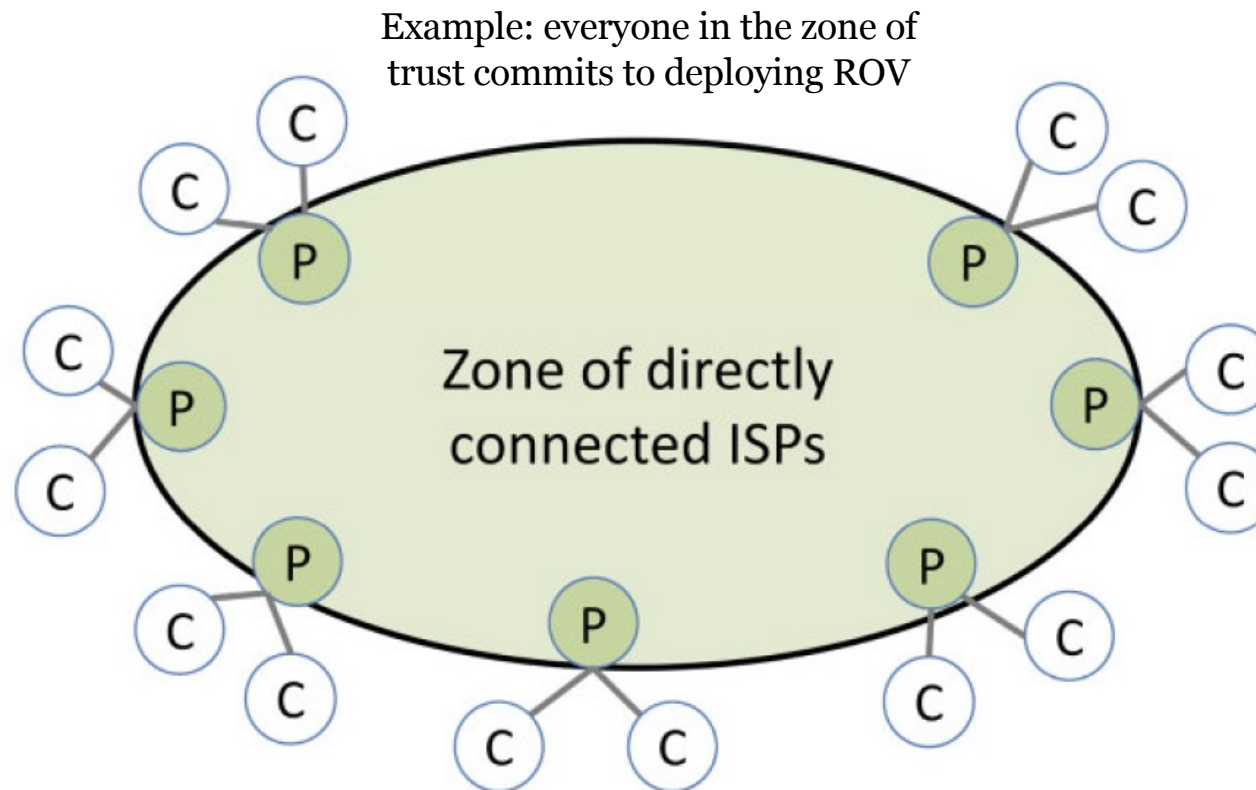 Example: everyone in the zone of
trust commits to deploying ROV
C
C
C
C
P
P
C
C
P
Zone of directly
connected ISPs
P
C
C
P
P
C
P
C
C
C
C
C
C